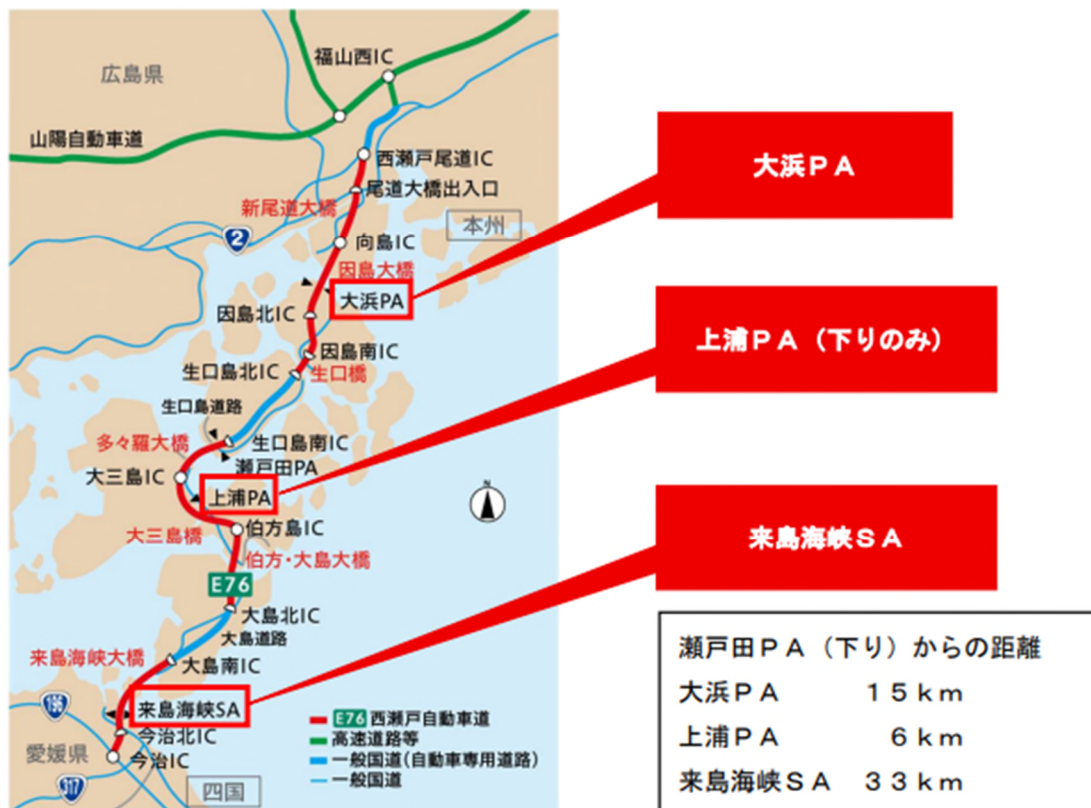 広島県
福山西IC
山陽自動車道
西瀬戸尾道IC
尾道大橋出入口
新尾道大橋
本州
2
向島IC
因島大橋
大浜PA
因島北IC
因島南IC
生口島北IC
生口橋
生口島道路
多々羅大橋
生口島南IC
瀬戸田PA
大三島IC
上浦PA
N
大三島橋
伯方島IC
伯方・大島大橋
E76
大島北IC
大島道路
来島海峡大橋
大島南IC
196
来島海峡SA
今治北IC
愛媛県
今治IC
317
四国
E76 西瀬戸自動車道
高速道路等
一般国道(自動車専用道路)
一般国道
大浜PA
上浦PA(下りのみ)
来島海峡SA
瀬戸田PA(下り)からの距離
大浜PA 15km
上浦PA 6km
来島海峡SA 33km